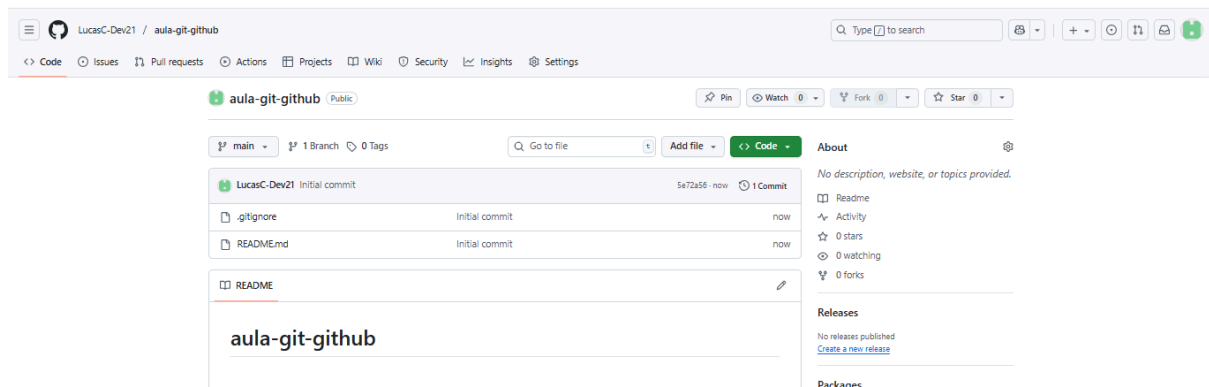 LucasC-Dev21 / aula-git-github
Type / to search
Code Issues Pull requests Actions Projects Wiki Security Insights Settings
aula-git-github Public
Pin Watch 0 Fork 0 Star 0
main 1 Branch 0 Tags
Go to file t Add file Code
LucasC-Dev21 Initial commit 5e72a56 · now 1 Commit
.gitignore Initial commit now
README.md Initial commit now
README
aula-git-github
About
No description, website, or topics provided.
Readme
Activity
0 stars
0 watching
0 forks
Releases
No releases published
Create a new release
Packages